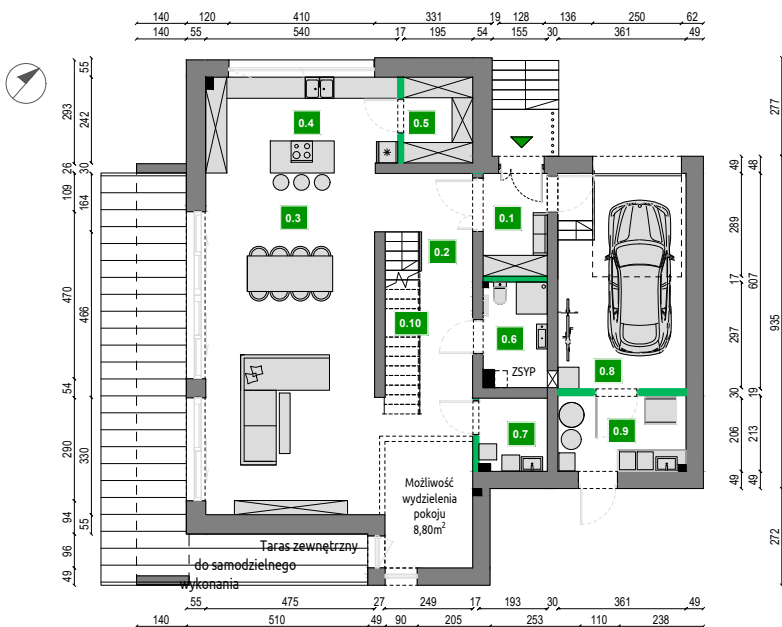 140 120 410 331 19 128 136 250 62
140 55 540 17 195 54 155 30 361 49
55
293 242
26 30
109 164
470 466
54
290 330
94 55
96
49
277
49 48
289
17 607
297 935
30 19
206 213
49 49
272
0.4
0.5
0.3
0.1
0.2
0.10
0.6
ZSYP
0.8
0.7
0.9
Możliwość
wydzielenia
pokoju
8,80m²
Taras zewnętrzny
do samodzielnego
wykonania
55 475 27 249 17 193 30 361 49
140 510 49 90 205 253 110 238